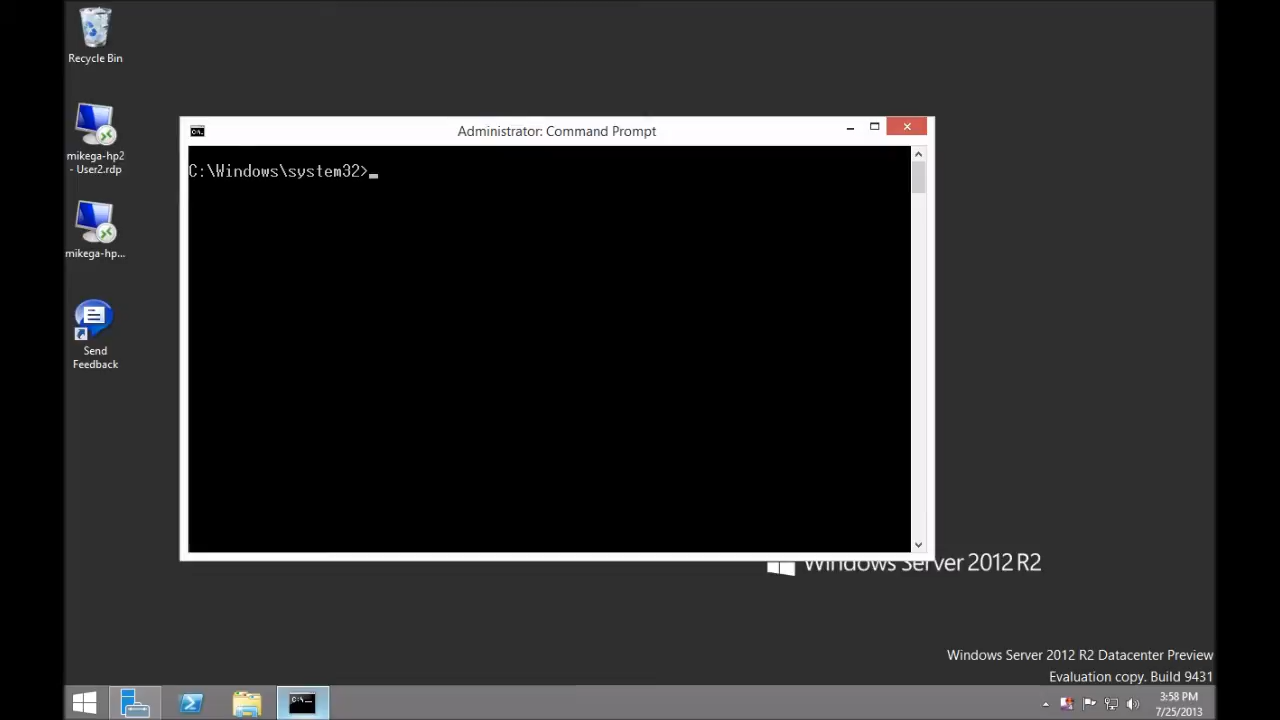 Recycle Bin
mikega-hp2
- User2.rdp
mikega-hp...
Send
Feedback
Administrator: Command Prompt
C:\Windows\system32>_
Windows Server 2012 R2
Windows Server 2012 R2 Datacenter Preview
Evaluation copy. Build 9431
3:58 PM
7/25/2013